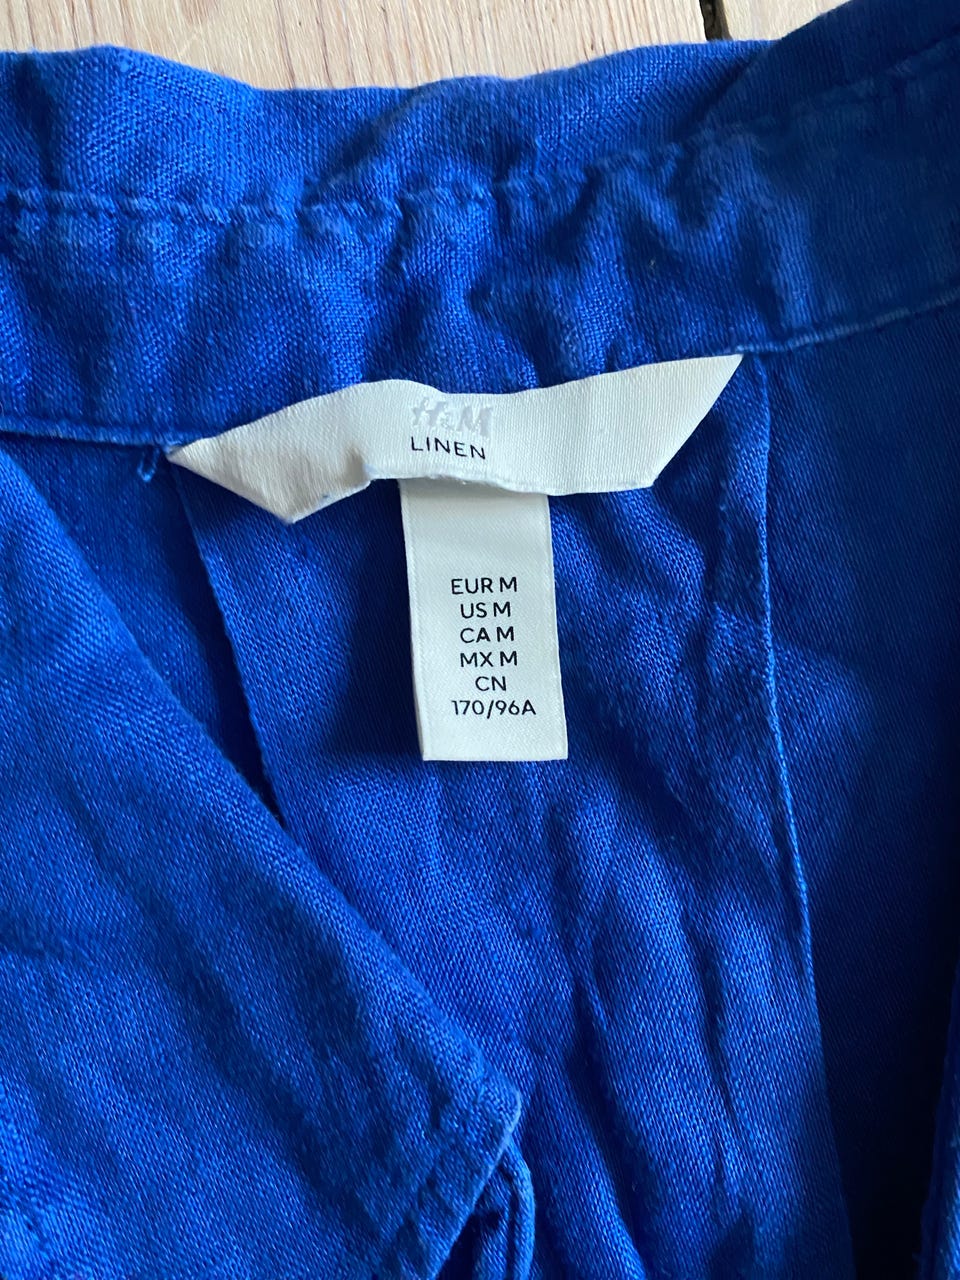 H&M
LINEN
EUR M
US M
CA M
MX M
CN
170/96A